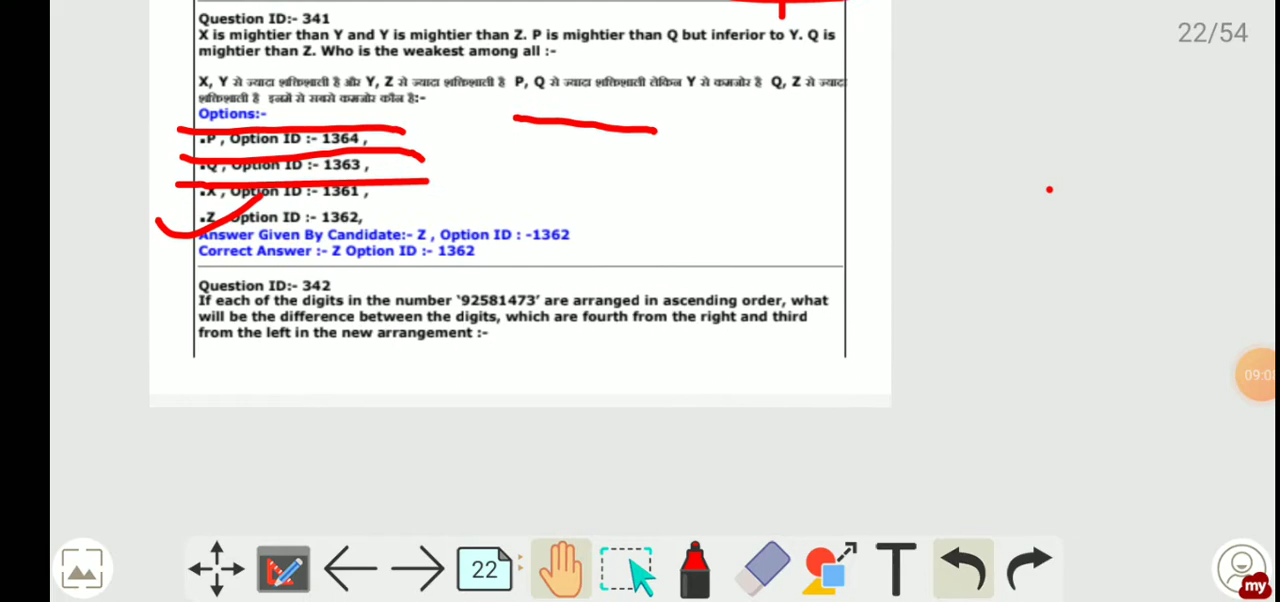 22/54
Question ID:- 341
X is mightier than Y and Y is mightier than Z. P is mightier than Q but inferior to Y. Q is
mightier than Z. Who is the weakest among all :-
X, Y से ज्यादा शक्तिशाली है और Y, Z से ज्यादा शक्तिशाली है P, Q से ज्यादा शक्तिशाली लेकिन Y से कमजोर है Q, Z से ज्यादा
शक्तिशाली है इनमें से सबसे कमजोर कौन है:-
Options:-
.P , Option ID :- 1364 ,
.Q , Option ID :- 1363 ,
.X , Option ID :- 1361 ,
.Z, Option ID :- 1362,
Answer Given By Candidate:- Z , Option ID : -1362
Correct Answer :- Z Option ID :- 1362
Question ID:- 342
If each of the digits in the number ‘92581473’ are arranged in ascending order, what
will be the difference between the digits, which are fourth from the right and third
from the left in the new arrangement :-
22
T
my